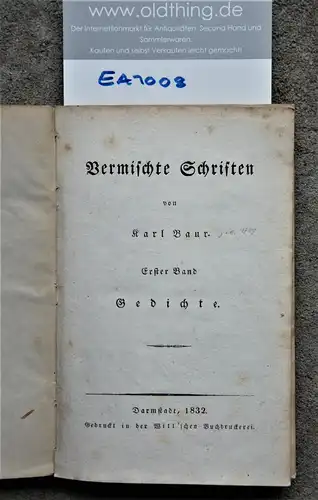 www.oldthing.de
Der Internetmarkt für Antiquitäten, Second Hand und
Sammlerwaren.
Kaufen und selbst Verkaufen leicht gemacht!
EA7008
Vermischte Schriften
von
Karl Baur.
Erster Band
Gedichte.
Darmstadt, 1832.
Gedruckt in der Will'schen Buchdruckerei.